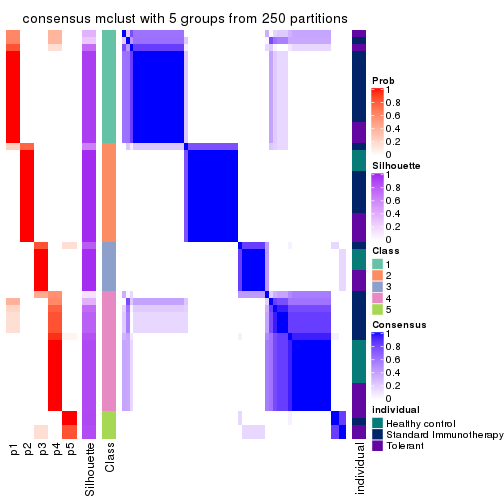 consensus mclust with 5 groups from 250 partitions
Prob
1
0.8
0.6
0.4
0.2
0
Silhouette
1
0.8
0.6
0.4
0.2
0
Class
1
2
3
4
5
Consensus
1
0.8
0.6
0.4
0.2
0
individual
Healthy control
Standard Immunotherapy
Tolerant
p1
p2
p3
p4
p5
Silhouette
Class
individual